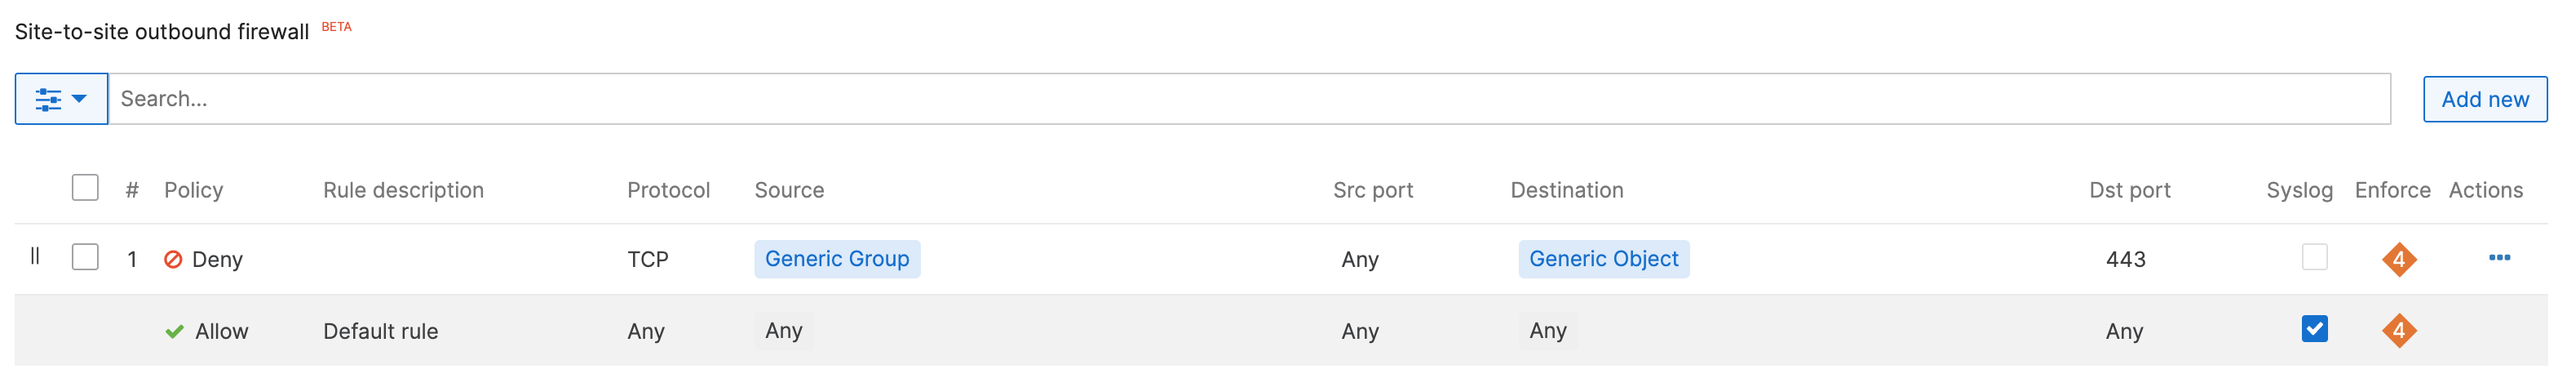 Site-to-site outbound firewall BETA
Search...
Add new
# Policy Rule description Protocol Source Src port Destination Dst port Syslog Enforce Actions
1 Deny TCP Generic Group Any Generic Object 443 4
Allow Default rule Any Any Any Any Any 4